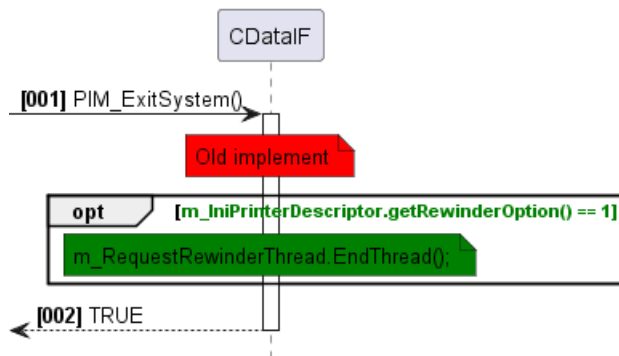 CDataIF
[001] PIM_ExitSystem()
Old implement
opt [m_IniPrinterDescriptor.getRewinderOption() == 1]
m_RequestRewinderThread.EndThread();
[002] TRUE